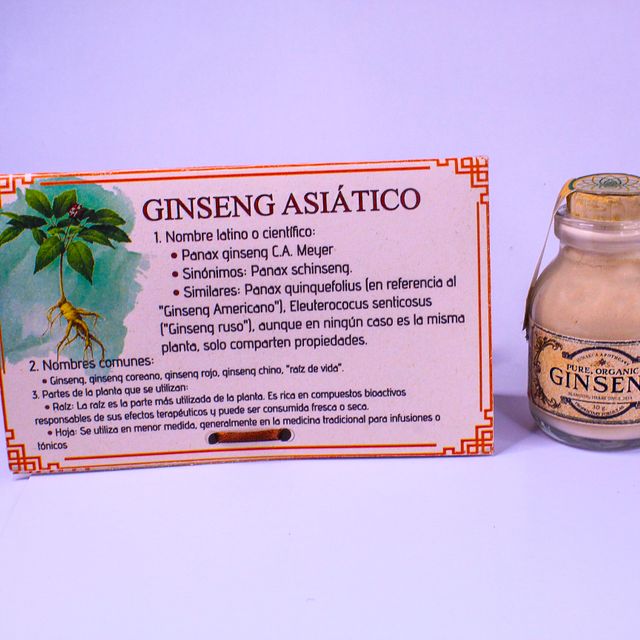 GINSENG ASIÁTICO
1. Nombre latino o científico:
• Panax ginseng C.A. Meyer
• Sinónimos: Panax schinseng.
• Similares: Panax quinquefolius (en referencia al
"Ginseng Americano"), Eleuterococus senticosus
("Ginseng ruso"), aunque en ningún caso es la misma
planta, solo comparten propiedades.
2. Nombres comunes:
• Ginseng, ginseng coreano, ginseng rojo, ginseng chino, "raíz de vida".
3. Partes de la planta que se utilizan:
• Raíz: La raíz es la parte más utilizada de la planta. Es rica en compuestos bioactivos
responsables de sus efectos terapéuticos y puede ser consumida fresca o seca.
• Hoja: Se utiliza en menor medida, generalmente en la medicina tradicional para infusiones o
tónicos
PURE, ORGANIC
GINSEN